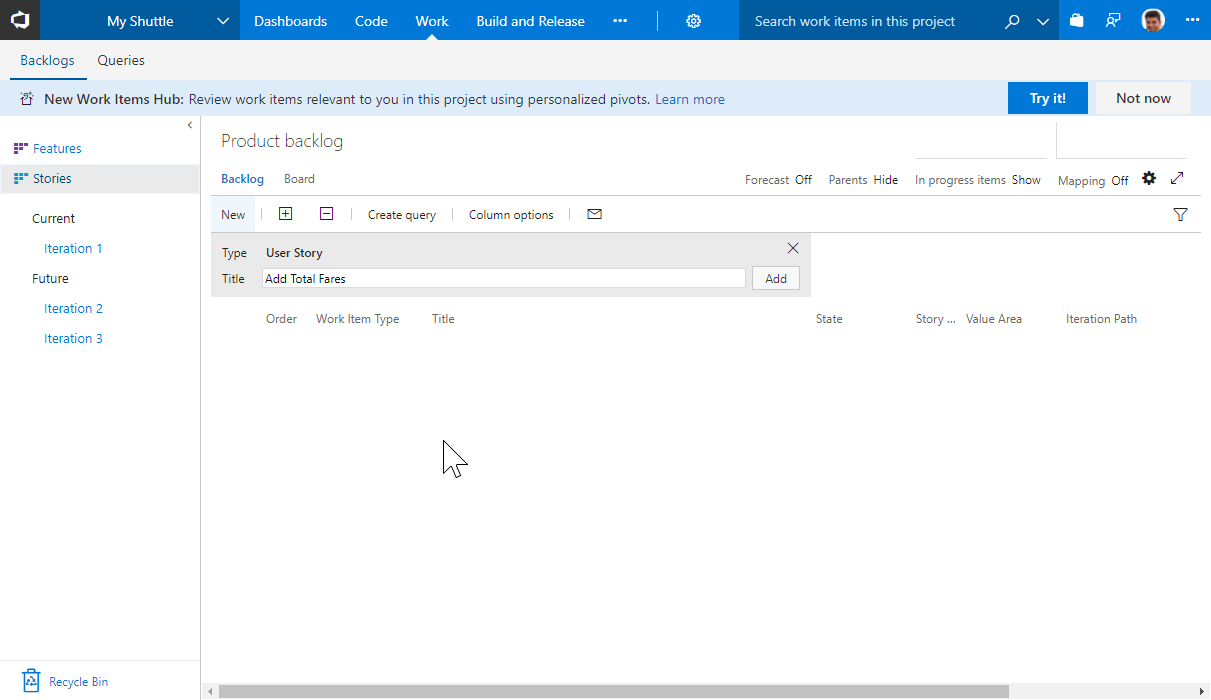 My Shuttle Dashboards Code Work Build and Release ••• Search work items in this project •••
Backlogs Queries
New Work Items Hub: Review work items relevant to you in this project using personalized pivots. Learn more Try it! Not now
Features
Stories
Current
Iteration 1
Future
Iteration 2
Iteration 3
Recycle Bin
Product backlog
Backlog Board Forecast Off Parents Hide In progress items Show Mapping Off
New Create query Column options
Type User Story
Title Add Total Fares Add
Order Work Item Type Title State Story ... Value Area Iteration Path